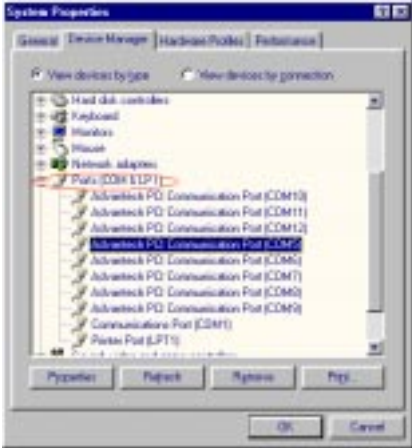 System Properties
General Device Manager Hardware Profiles Performance
View devices by type View devices by connection
Hard disk controllers
Keyboard
Monitors
Mouse
Network adapters
Ports (COM & LPT)
Advantech PCI Communication Port (COM10)
Advantech PCI Communication Port (COM11)
Advantech PCI Communication Port (COM12)
Advantech PCI Communication Port (COM5)
Advantech PCI Communication Port (COM6)
Advantech PCI Communication Port (COM7)
Advantech PCI Communication Port (COM8)
Advantech PCI Communication Port (COM9)
Communications Port (COM1)
Printer Port (LPT1)
Properties Refresh Remove Print...
OK Cancel